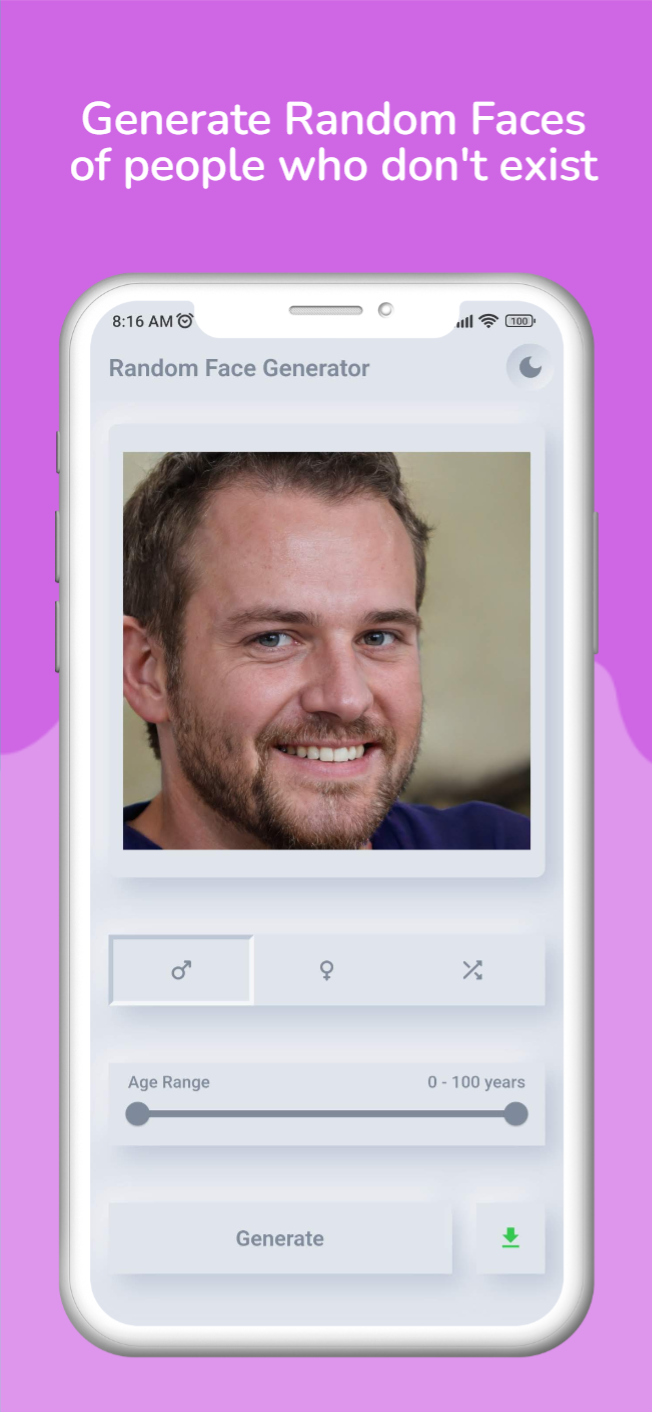 Generate Random Faces
of people who don't exist
8:16 AM
100
Random Face Generator
Age Range
0 - 100 years
Generate